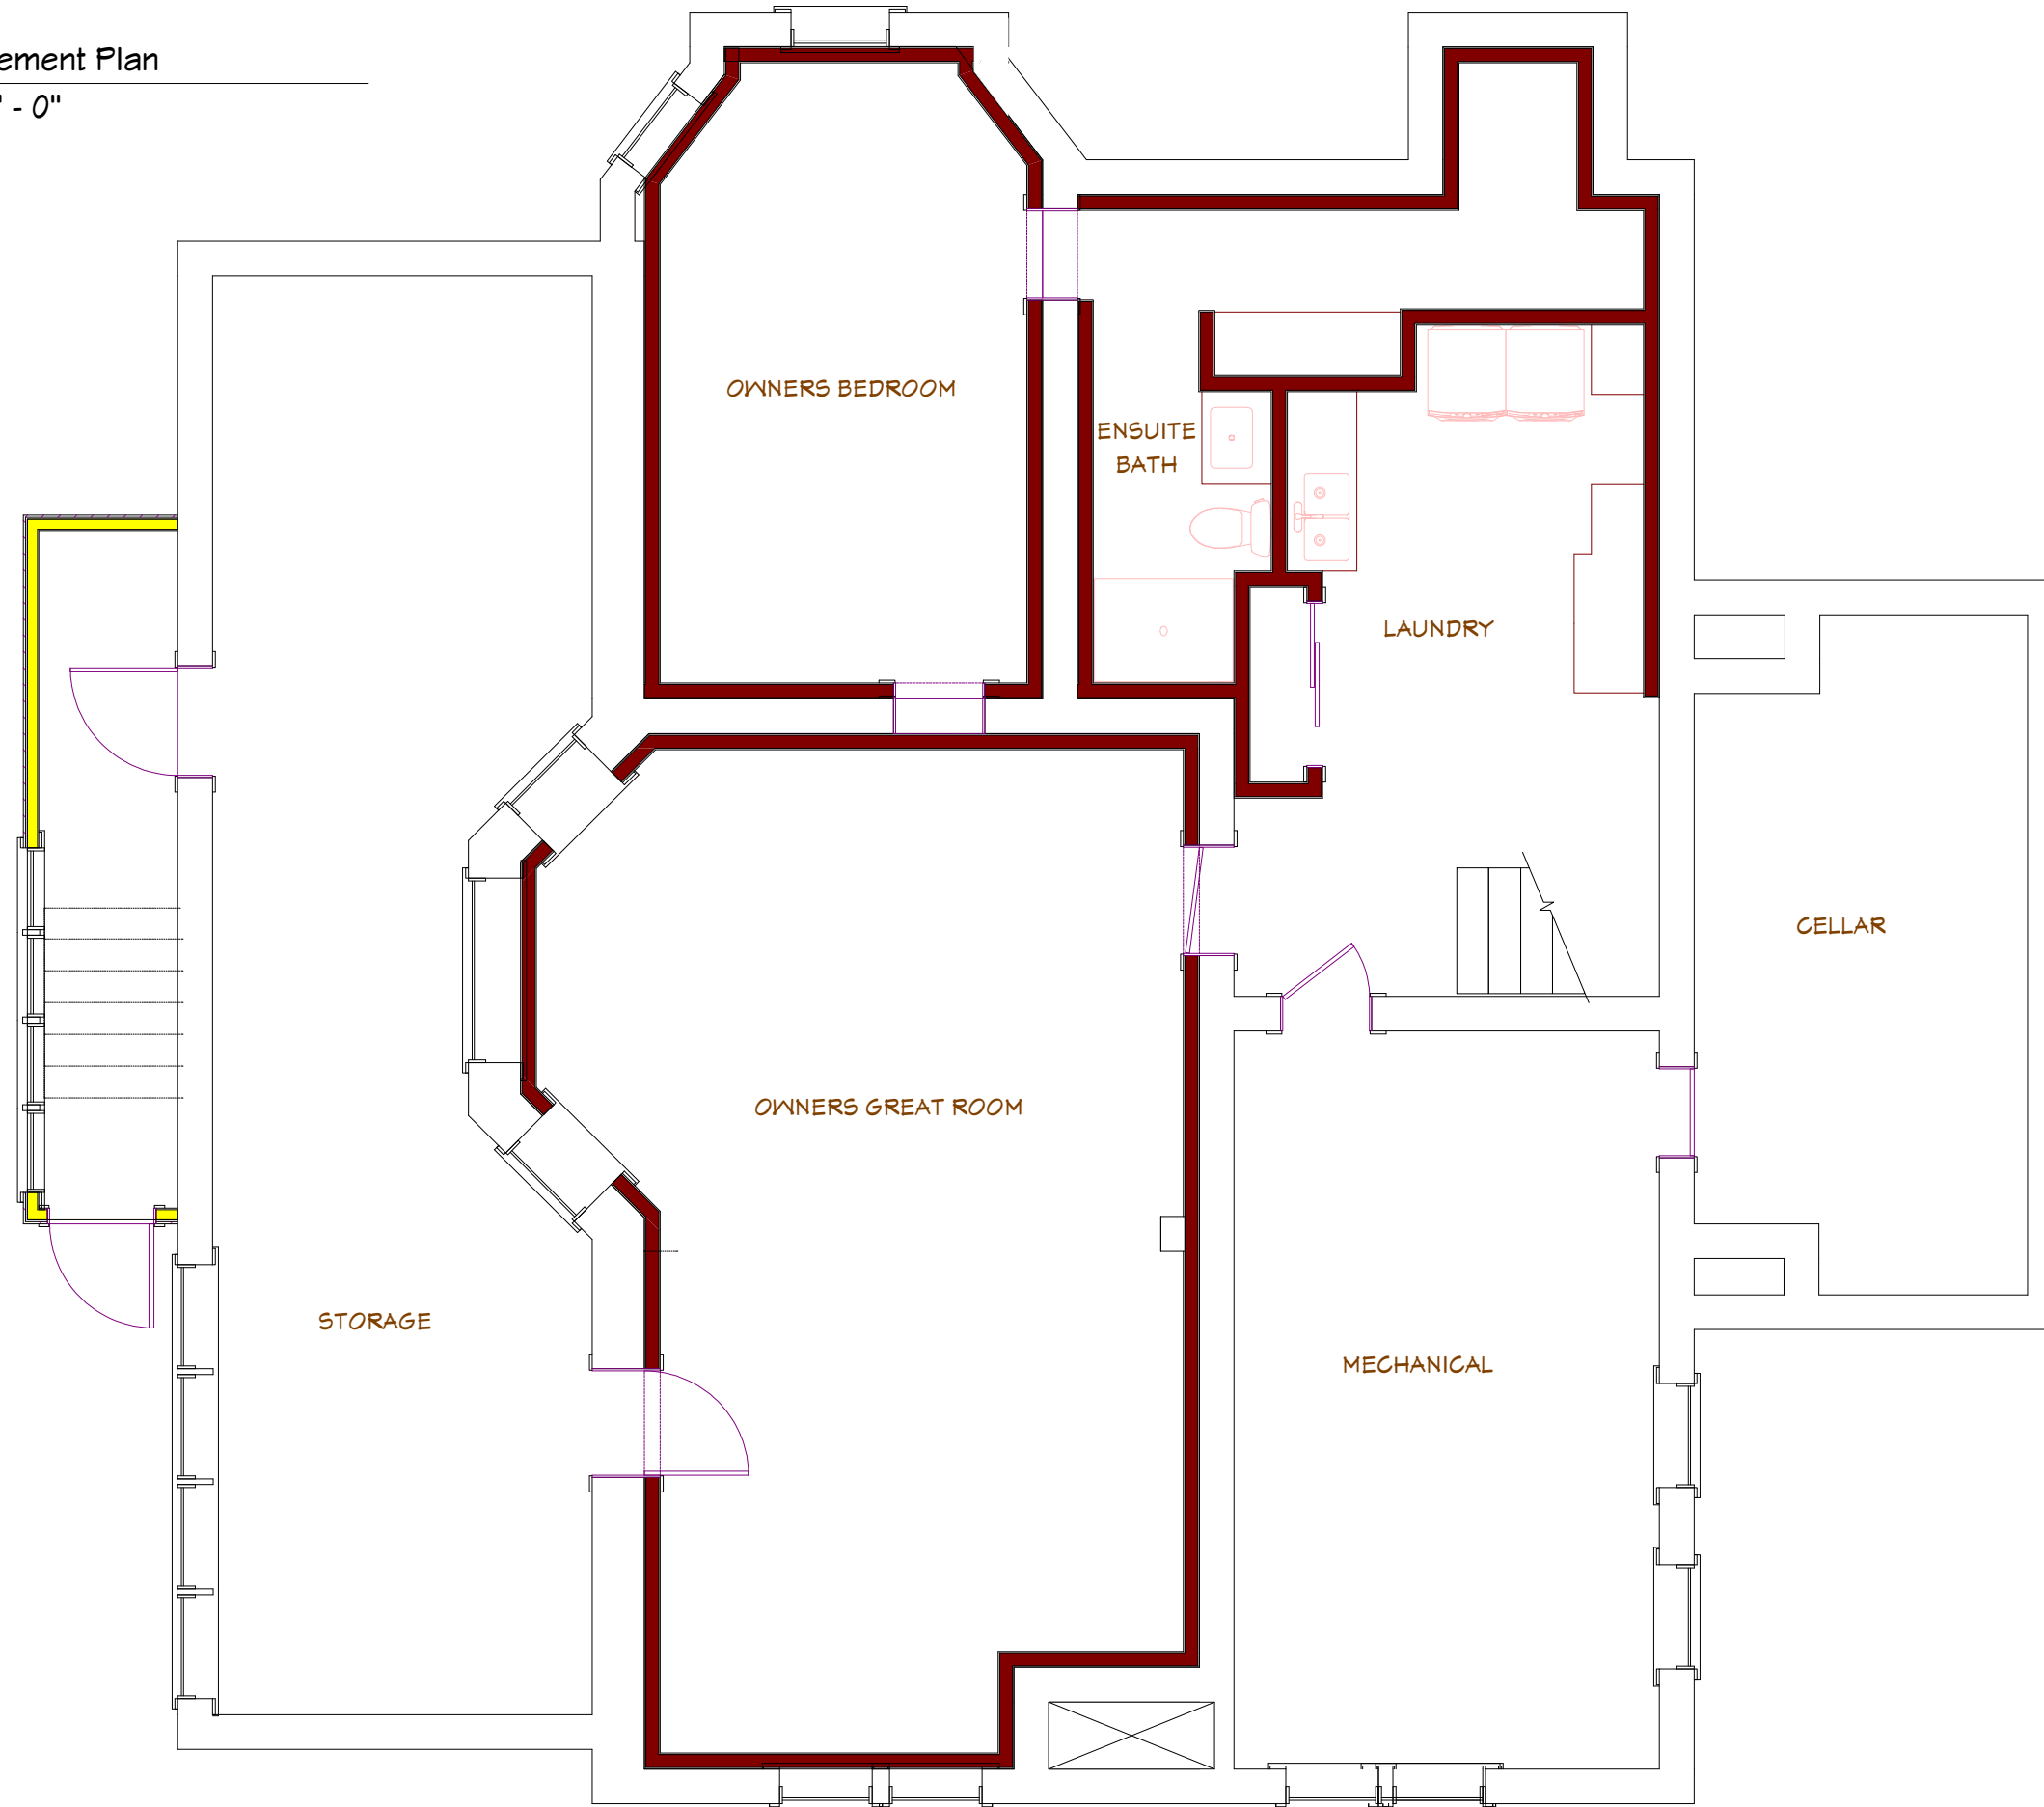 ement Plan
" - 0"
OWNERS BEDROOM
ENSUITE
BATH
LAUNDRY
CELLAR
OWNERS GREAT ROOM
STORAGE
MECHANICAL